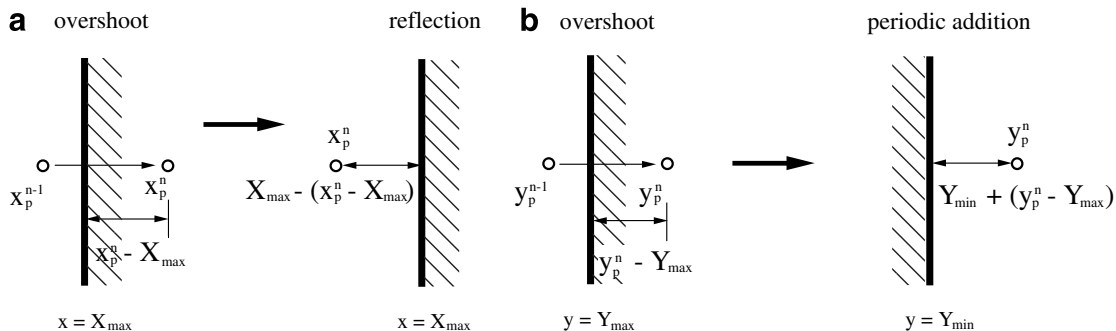 a overshoot reflection
x_p^{n-1} x_p^n x_p^n
X_max - (x_p^n - X_max)
x_p^n - X_max
x = X_max x = X_max
b overshoot periodic addition
y_p^{n-1} y_p^n y_p^n
Y_min + (y_p^n - Y_max)
y_p^n - Y_max
y = Y_max y = Y_min